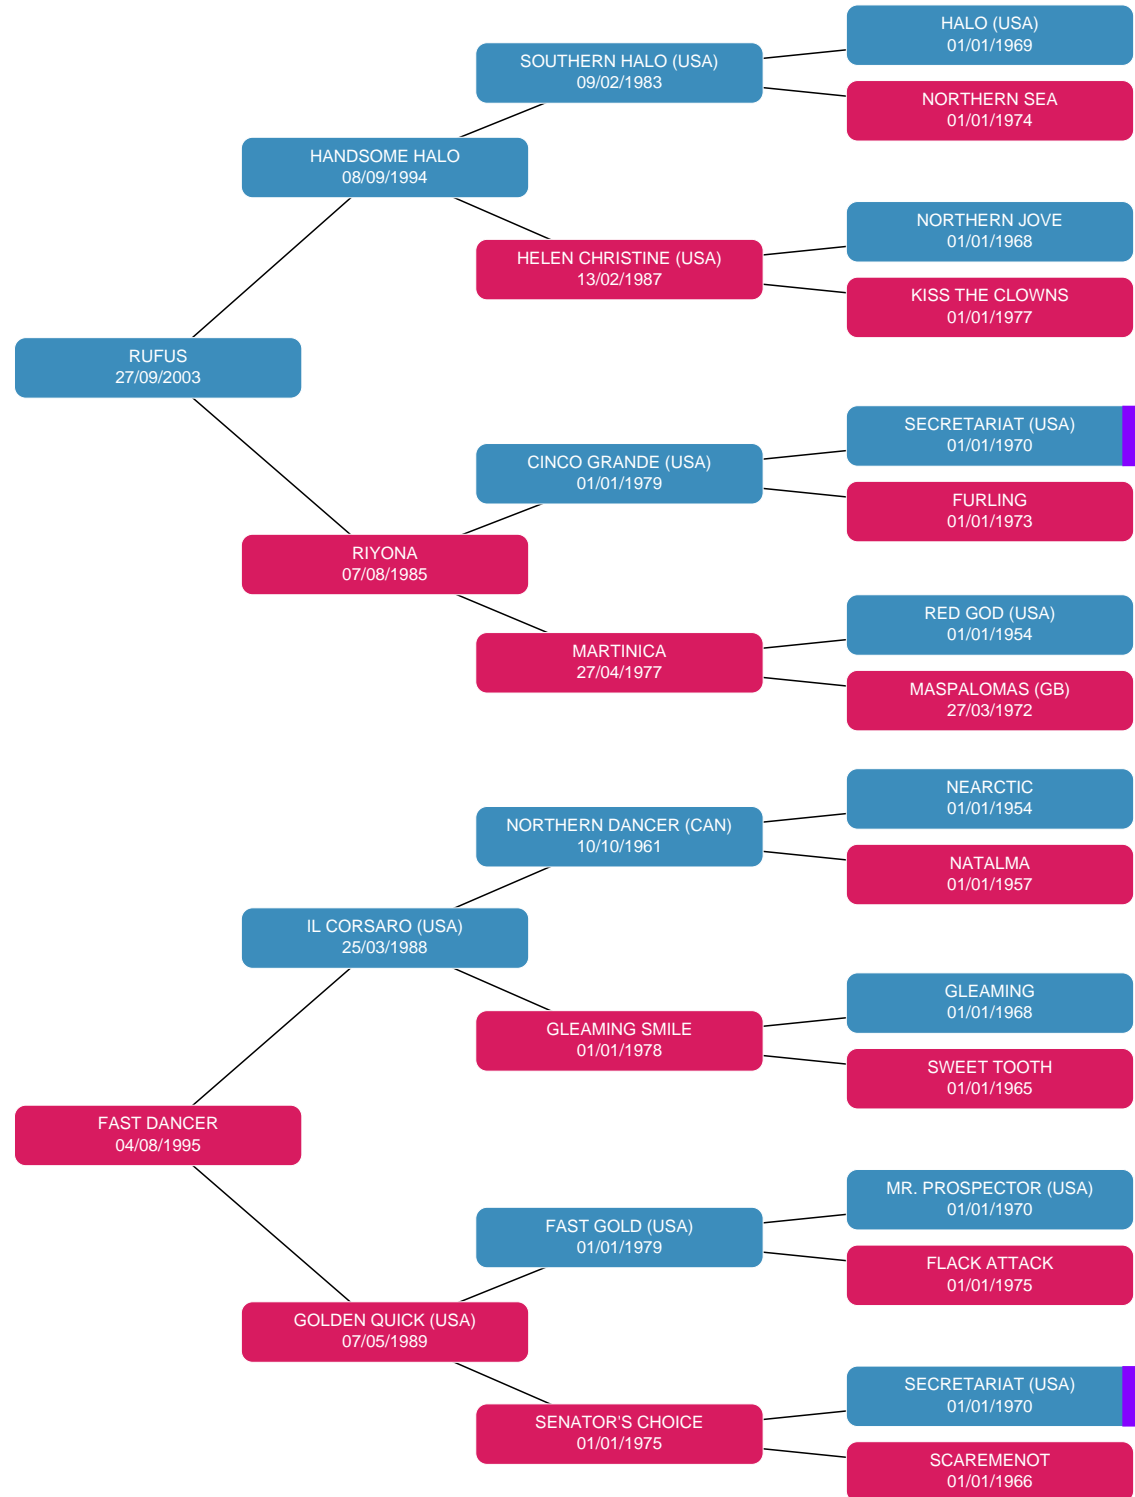 HALO (USA)
01/01/1969
SOUTHERN HALO (USA)
09/02/1983
NORTHERN SEA
01/01/1974
HANDSOME HALO
08/09/1994
NORTHERN JOVE
01/01/1968
HELEN CHRISTINE (USA)
13/02/1987
KISS THE CLOWNS
01/01/1977
RUFUS
27/09/2003
SECRETARIAT (USA)
01/01/1970
CINCO GRANDE (USA)
01/01/1979
FURLING
01/01/1973
RIYONA
07/08/1985
RED GOD (USA)
01/01/1954
MARTINICA
27/04/1977
MASPALOMAS (GB)
27/03/1972
NEARCTIC
01/01/1954
NORTHERN DANCER (CAN)
10/10/1961
NATALMA
01/01/1957
IL CORSARO (USA)
25/03/1988
GLEAMING
01/01/1968
GLEAMING SMILE
01/01/1978
SWEET TOOTH
01/01/1965
FAST DANCER
04/08/1995
MR. PROSPECTOR (USA)
01/01/1970
FAST GOLD (USA)
01/01/1979
FLACK ATTACK
01/01/1975
GOLDEN QUICK (USA)
07/05/1989
SECRETARIAT (USA)
01/01/1970
SENATOR'S CHOICE
01/01/1975
SCAREMENOT
01/01/1966